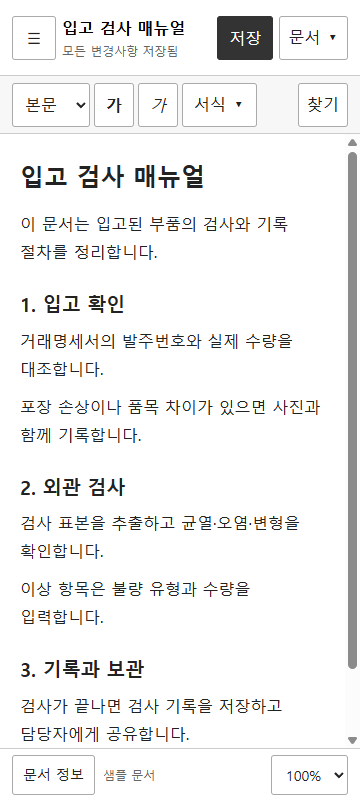 ☰ 입고 검사 매뉴얼 저장 문서 ▼
모든 변경사항 저장됨
본문 가 가 서식 ▼ 찾기
입고 검사 매뉴얼
이 문서는 입고된 부품의 검사와 기록
절차를 정리합니다.
1. 입고 확인
거래명세서의 발주번호와 실제 수량을
대조합니다.
포장 손상이나 품목 차이가 있으면 사진과
함께 기록합니다.
2. 외관 검사
검사 표본을 추출하고 균열·오염·변형을
확인합니다.
이상 항목은 불량 유형과 수량을
입력합니다.
3. 기록과 보관
검사가 끝나면 검사 기록을 저장하고
담당자에게 공유합니다.
문서 정보 샘플 문서 100%